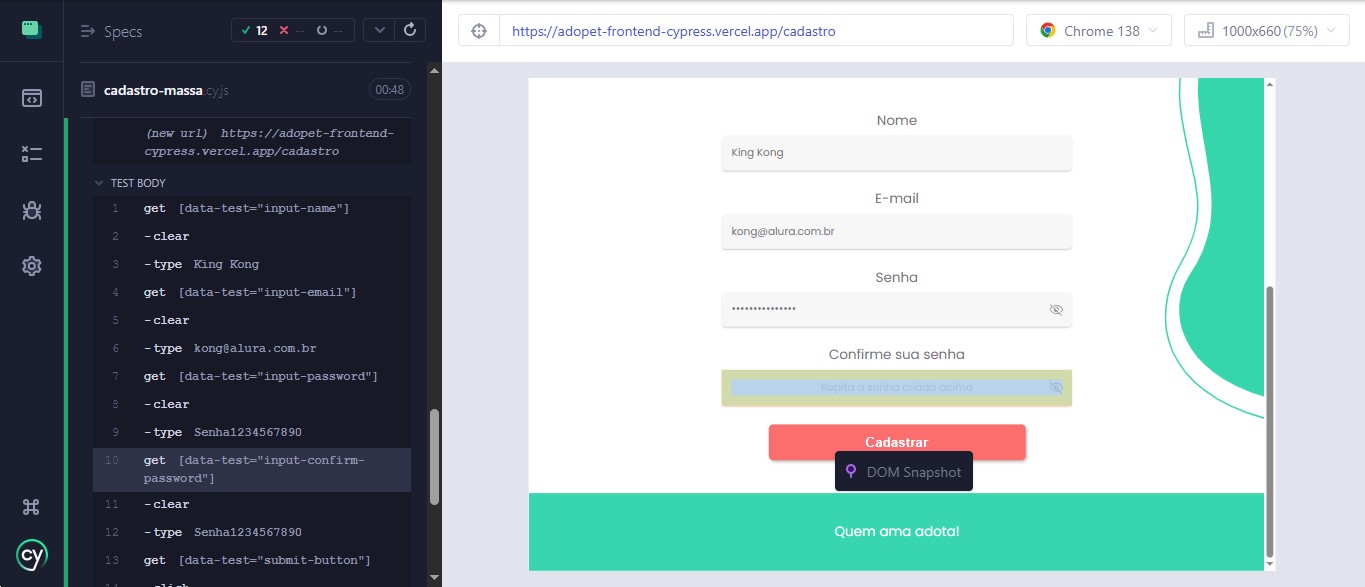 Specs
12
--
--
cadastro-massa.cy.js
00:48
(new url) https://adopet-frontend-
cypress.vercel.app/cadastro
TEST BODY
1 get [data-test="input-name"]
2 -clear
3 -type King Kong
4 get [data-test="input-email"]
5 -clear
6 -type kong@alura.com.br
7 get [data-test="input-password"]
8 -clear
9 -type Senha1234567890
10 get [data-test="input-confirm-
password"]
11 -clear
12 -type Senha1234567890
13 get [data-test="submit-button"]
14 -click
cy
https://adopet-frontend-cypress.vercel.app/cadastro
Chrome 138
1000x660 (75%)
Nome
King Kong
E-mail
kong@alura.com.br
Senha
•••••••••••••••
Confirme sua senha
Repita a senha criada acima
Cadastrar
DOM Snapshot
Quem ama adota!